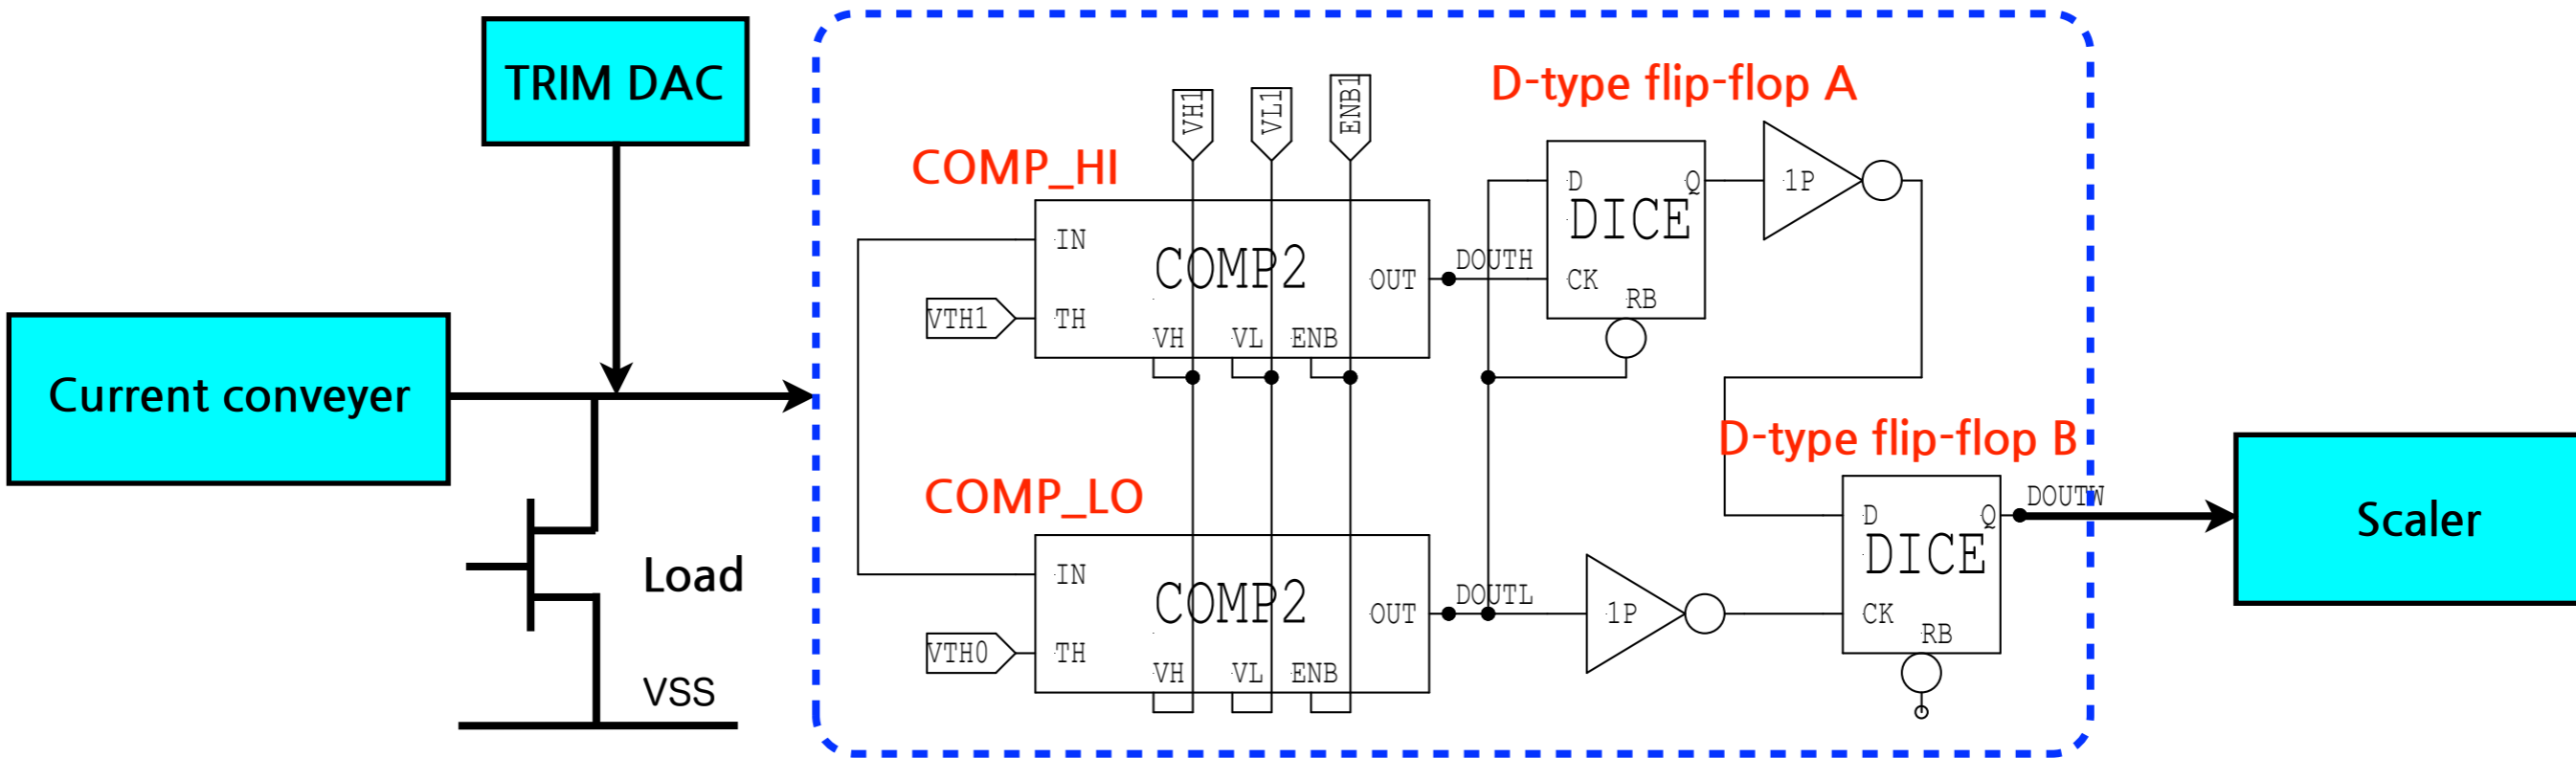 TRIM DAC
Current conveyer
Load
VSS
VH1
VL1
ENB1
COMP_HI
IN
COMP2
OUT
VTH1
TH
VH
VL
ENB
DOUTH
D-type flip-flop A
D
Q
DICE
CK
RB
1P
COMP_LO
IN
COMP2
OUT
VTH0
TH
VH
VL
ENB
DOUTL
1P
D-type flip-flop B
D
Q
DICE
CK
RB
DOUTW
Scaler